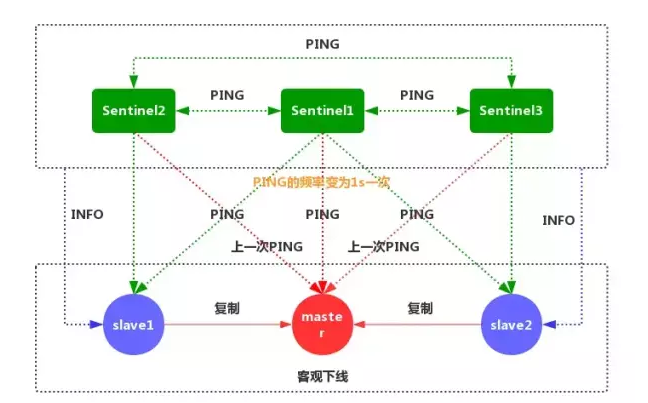 PING
Sentinel2
PING
Sentinel1
PING
Sentinel3
PING的频率变为1s一次
INFO
PING
PING
PING
INFO
上一次PING
上一次PING
slave1
复制
maste
r
复制
slave2
客观下线